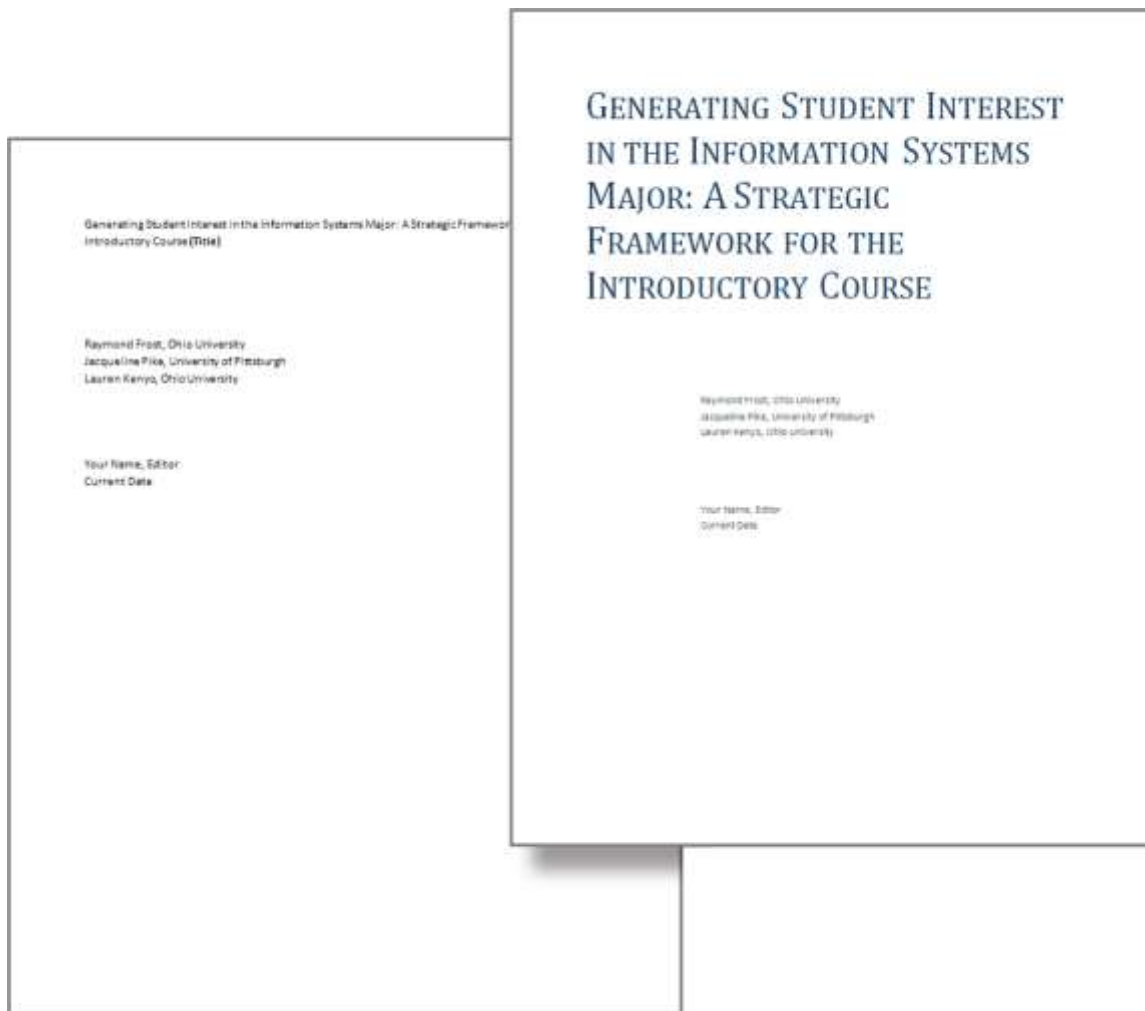 Generating Student Interest in the Information Systems Major: A Strategic Framewor
Introductory Course (Title)
Raymond Frost, Ohio University
Jacqueline Pike, University of Pittsburgh
Lauren Kenyo, Ohio University
Your Name, Editor
Current Date
GENERATING STUDENT INTEREST
IN THE INFORMATION SYSTEMS
MAJOR: A STRATEGIC
FRAMEWORK FOR THE
INTRODUCTORY COURSE
Raymond Frost, Ohio University
Jacqueline Pike, University of Pittsburgh
Lauren Kenyo, Ohio University
Your Name, Editor
Current Date